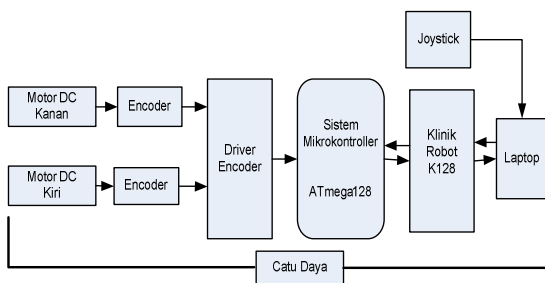 Joystick
Motor DC
Kanan
Encoder
Driver
Encoder
Sistem
Mikrokontroller
ATmega128
Klinik
Robot
K128
Laptop
Motor DC
Kiri
Encoder
Catu Daya